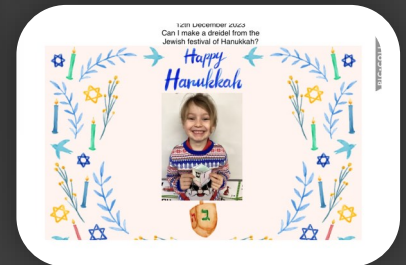 12th December 2023
Can I make a dreidel from the
Jewish festival of Hanukkah?
Happy
Hanukkah